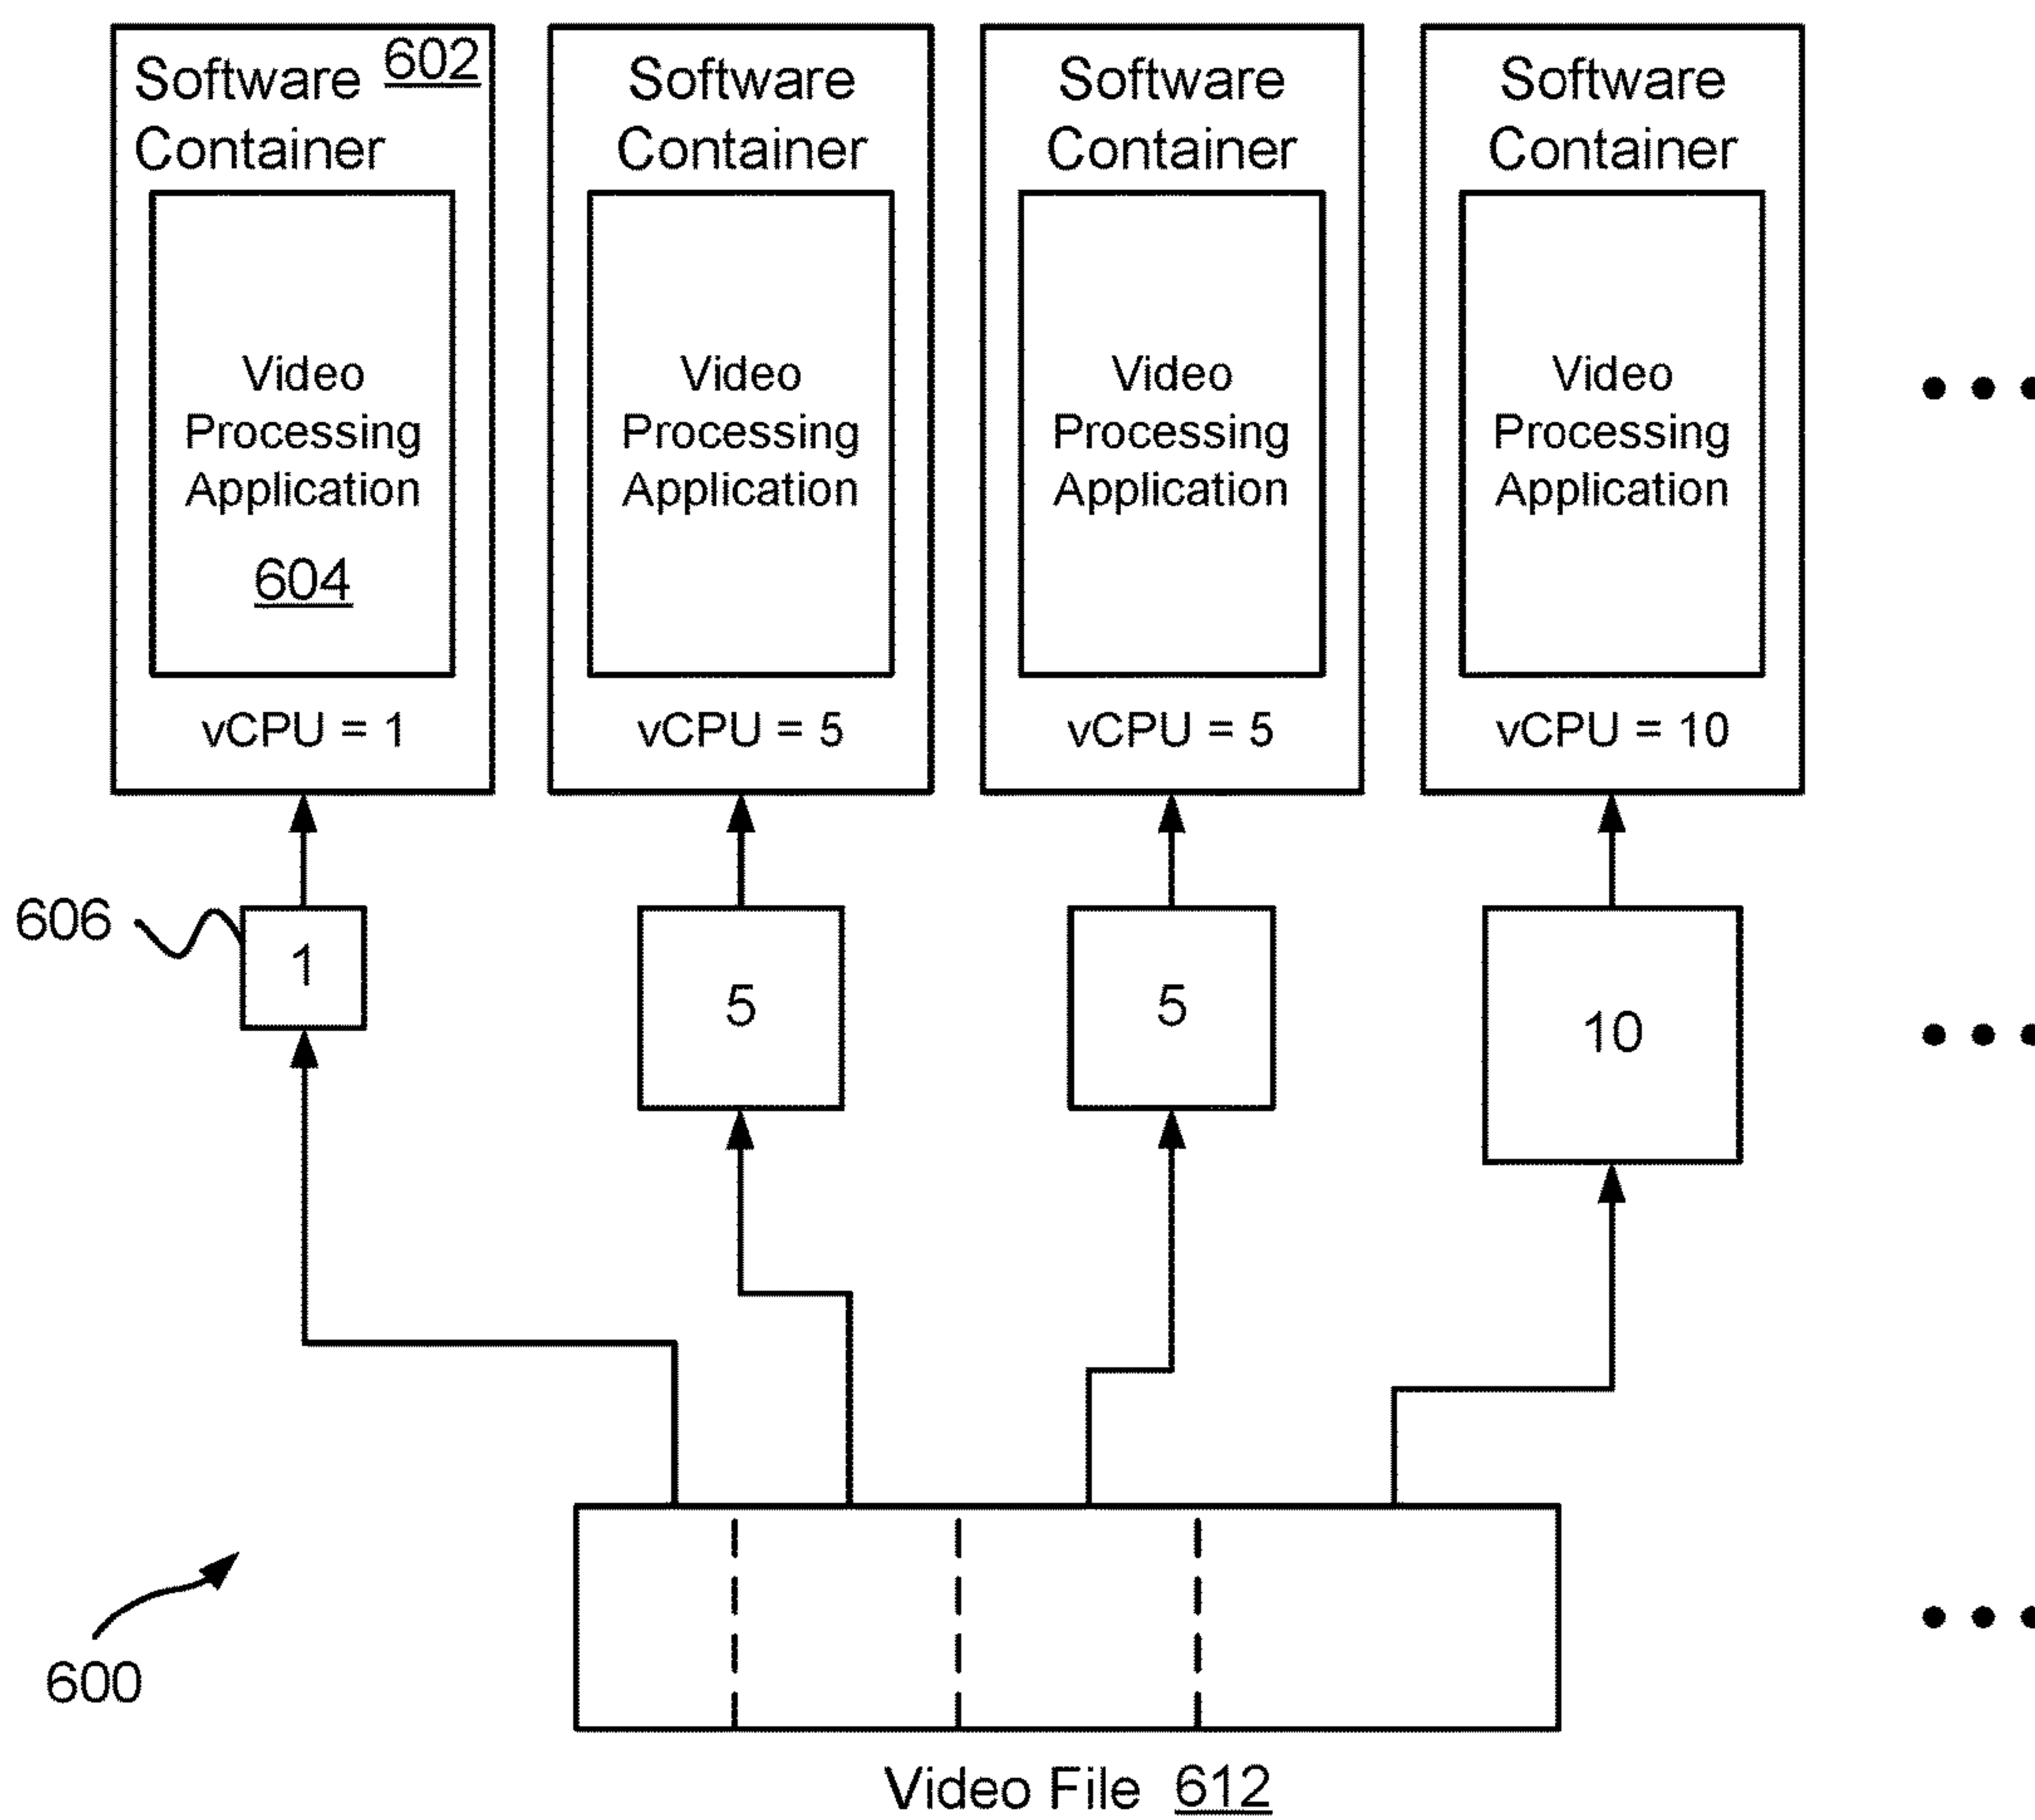 Software 602
Container
Video
Processing
Application
604
vCPU = 1
Software
Container
Video
Processing
Application
vCPU = 5
Software
Container
Video
Processing
Application
vCPU = 5
Software
Container
Video
Processing
Application
vCPU = 10
606
1
5
5
10
600
Video File 612